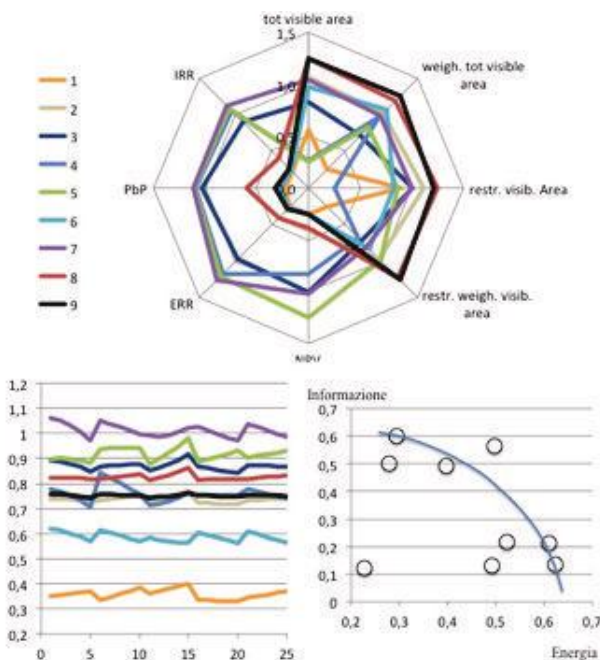 tot visible area
1,5
weigh. tot visible
area
IRR
1,0
PbP
restr. visib. Area
ERR
restr. weigh. visib.
area
1
2
3
4
5
6
7
8
9
1,2
1,1
1
0,9
0,8
0,7
0,6
0,5
0,4
0,3
0,2
0 5 10 15 20 25
Informazione
0,7
0,6
0,5
0,4
0,3
0,2
0,1
0
0,2 0,3 0,4 0,5 0,6 0,7
Energia